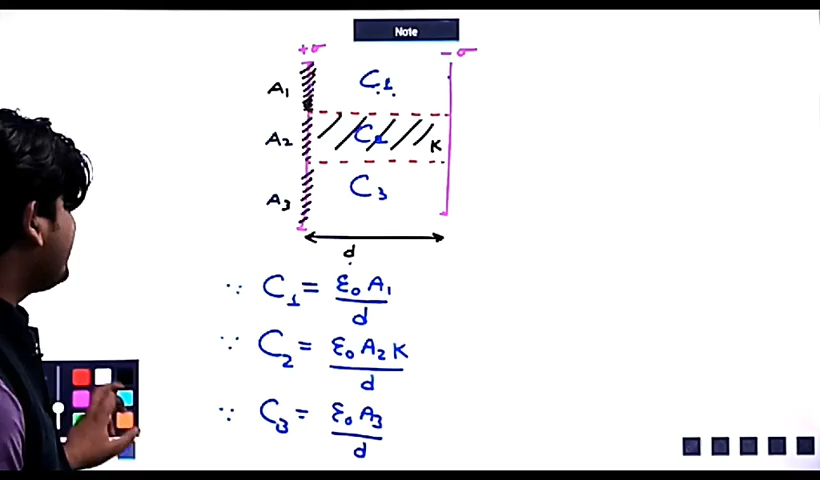 Note
+σ -σ
A₁ C₁
A₂ C₂ K
A₃ C₃
d
∵ C₁ = ε₀ A₁ / d
∵ C₂ = ε₀ A₂ K / d
∵ C₃ = ε₀ A₃ / d